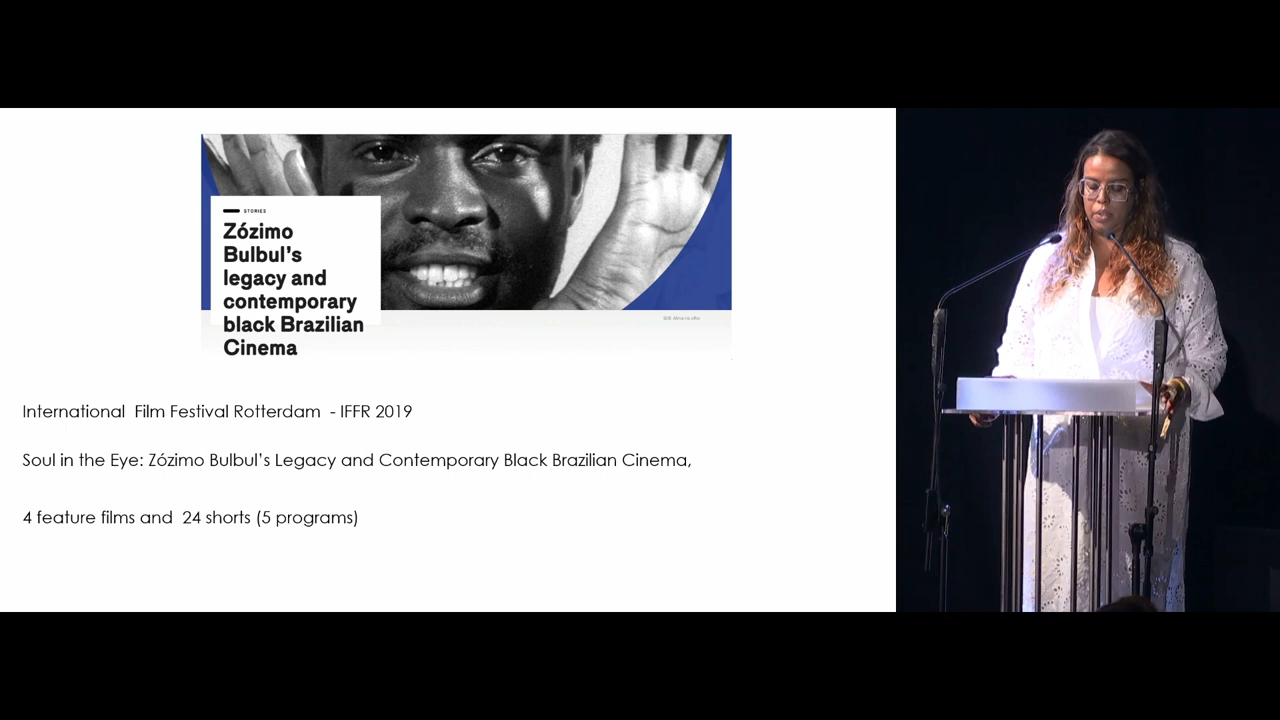 STORIES
Zózimo
Bulbul's
legacy and
contemporary
black Brazilian
Cinema
International Film Festival Rotterdam - IFFR 2019
Soul in the Eye: Zózimo Bulbul's Legacy and Contemporary Black Brazilian Cinema,
4 feature films and 24 shorts (5 programs)